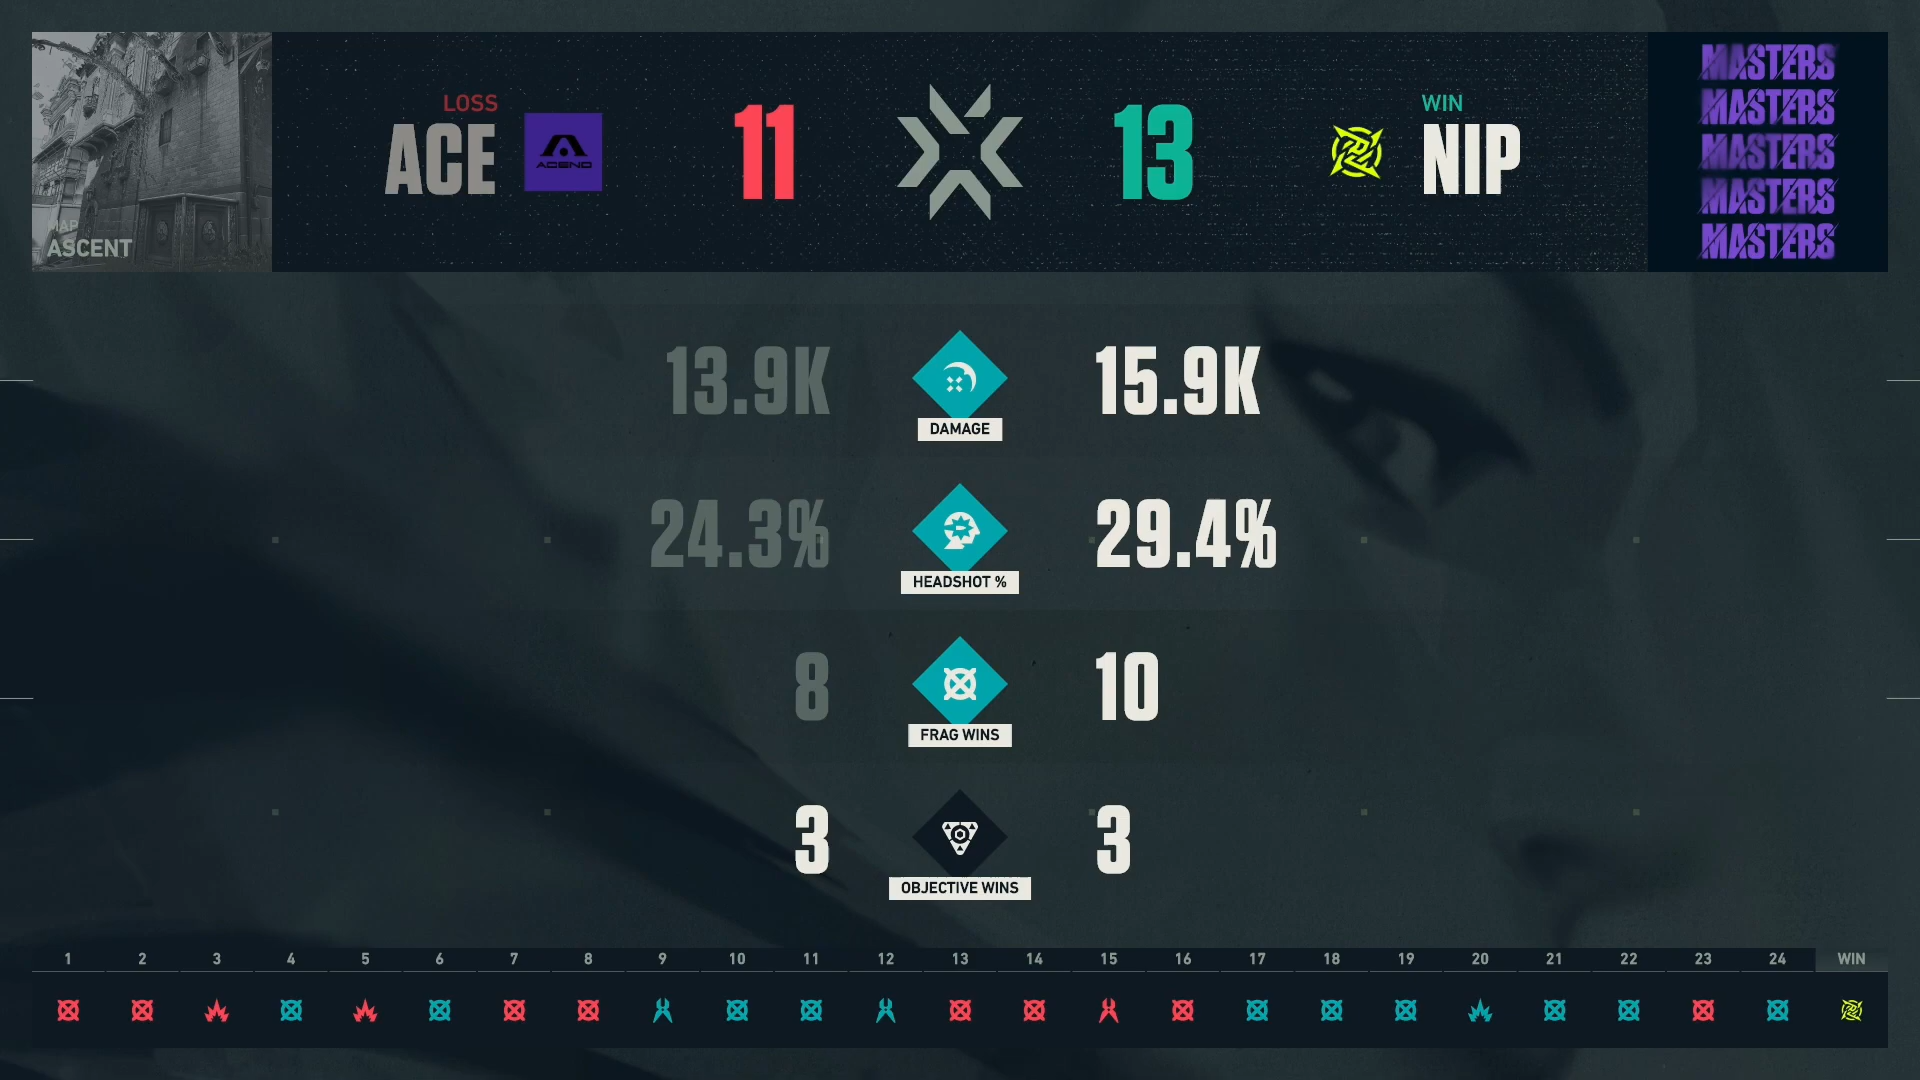 LOSS
ACE
ACEND
11
13
WIN
NIP
MASTERS
MASTERS
MASTERS
MASTERS
MASTERS
MAP
ASCENT
13.9K
15.9K
DAMAGE
24.3%
29.4%
HEADSHOT %
8
10
FRAG WINS
3
3
OBJECTIVE WINS
1 2 3 4 5 6 7 8 9 10 11 12 13 14 15 16 17 18 19 20 21 22 23 24 WIN